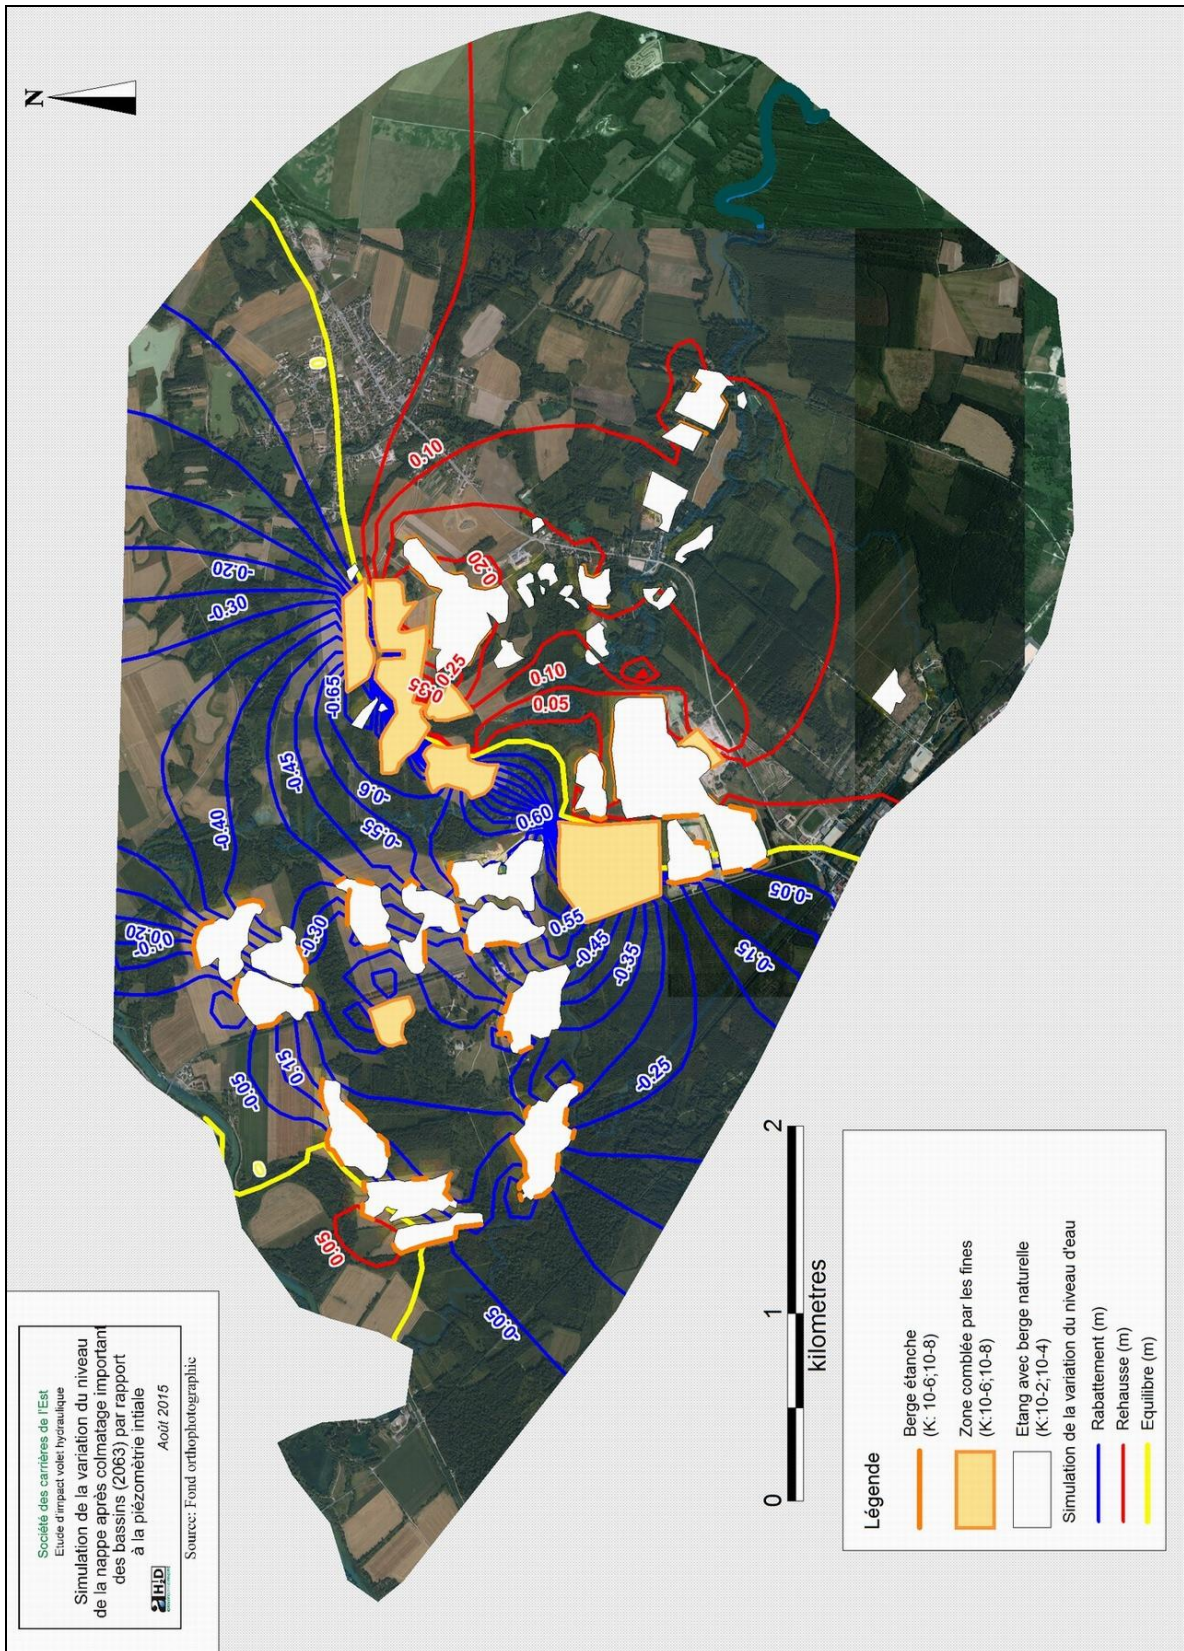 Société des carrières de l'Est
Etude d'impact volet hydraulique
Simulation de la variation du niveau
de la nappe après colmatage important
des bassins (2063) par rapport
à la piézométrie intiale
Août 2015
AH2D
Source: Fond orthophotographic
N
0
-0.20
-0.30
-0.65
-0.45
-0.40
-0.6
-0.55
0.10
0.20
0.25
0.35
0.10
0.05
0.60
0.55
-0.45
-0.35
-0.30
-0.05
-0.15
-0.25
0.15
-0.05
0
0.05
-0.05
0
1
2
kilometres
Légende
Berge étanche
(K: 10-6;10-8)
Zone comblée par les fines
(K:10-6;10-8)
Etang avec berge naturelle
(K:10-2;10-4)
Simulation de la variation du niveau d'eau
Rabattement (m)
Rehausse (m)
Equilibre (m)